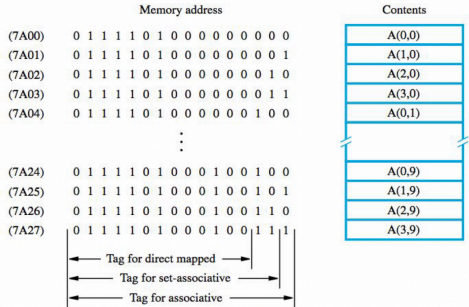 Memory address Contents
(7A00) 0 1 1 1 1 0 1 0 0 0 0 0 0 0 0 0 A(0,0)
(7A01) 0 1 1 1 1 0 1 0 0 0 0 0 0 0 0 1 A(1,0)
(7A02) 0 1 1 1 1 0 1 0 0 0 0 0 0 0 1 0 A(2,0)
(7A03) 0 1 1 1 1 0 1 0 0 0 0 0 0 0 1 1 A(3,0)
(7A04) 0 1 1 1 1 0 1 0 0 0 0 0 0 1 0 0 A(0,1)
(7A24) 0 1 1 1 1 0 1 0 0 0 1 0 0 1 0 0 A(0,9)
(7A25) 0 1 1 1 1 0 1 0 0 0 1 0 0 1 0 1 A(1,9)
(7A26) 0 1 1 1 1 0 1 0 0 0 1 0 0 1 1 0 A(2,9)
(7A27) 0 1 1 1 1 0 1 0 0 0 1 0 0 1 1 1 A(3,9)
Tag for direct mapped
Tag for set-associative
Tag for associative